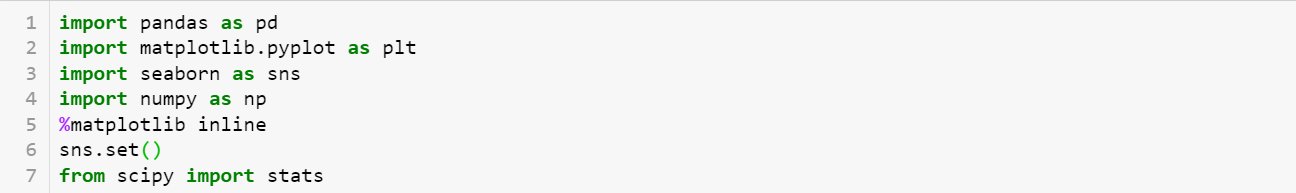 1 import pandas as pd
2 import matplotlib.pyplot as plt
3 import seaborn as sns
4 import numpy as np
5 %matplotlib inline
6 sns.set()
7 from scipy import stats